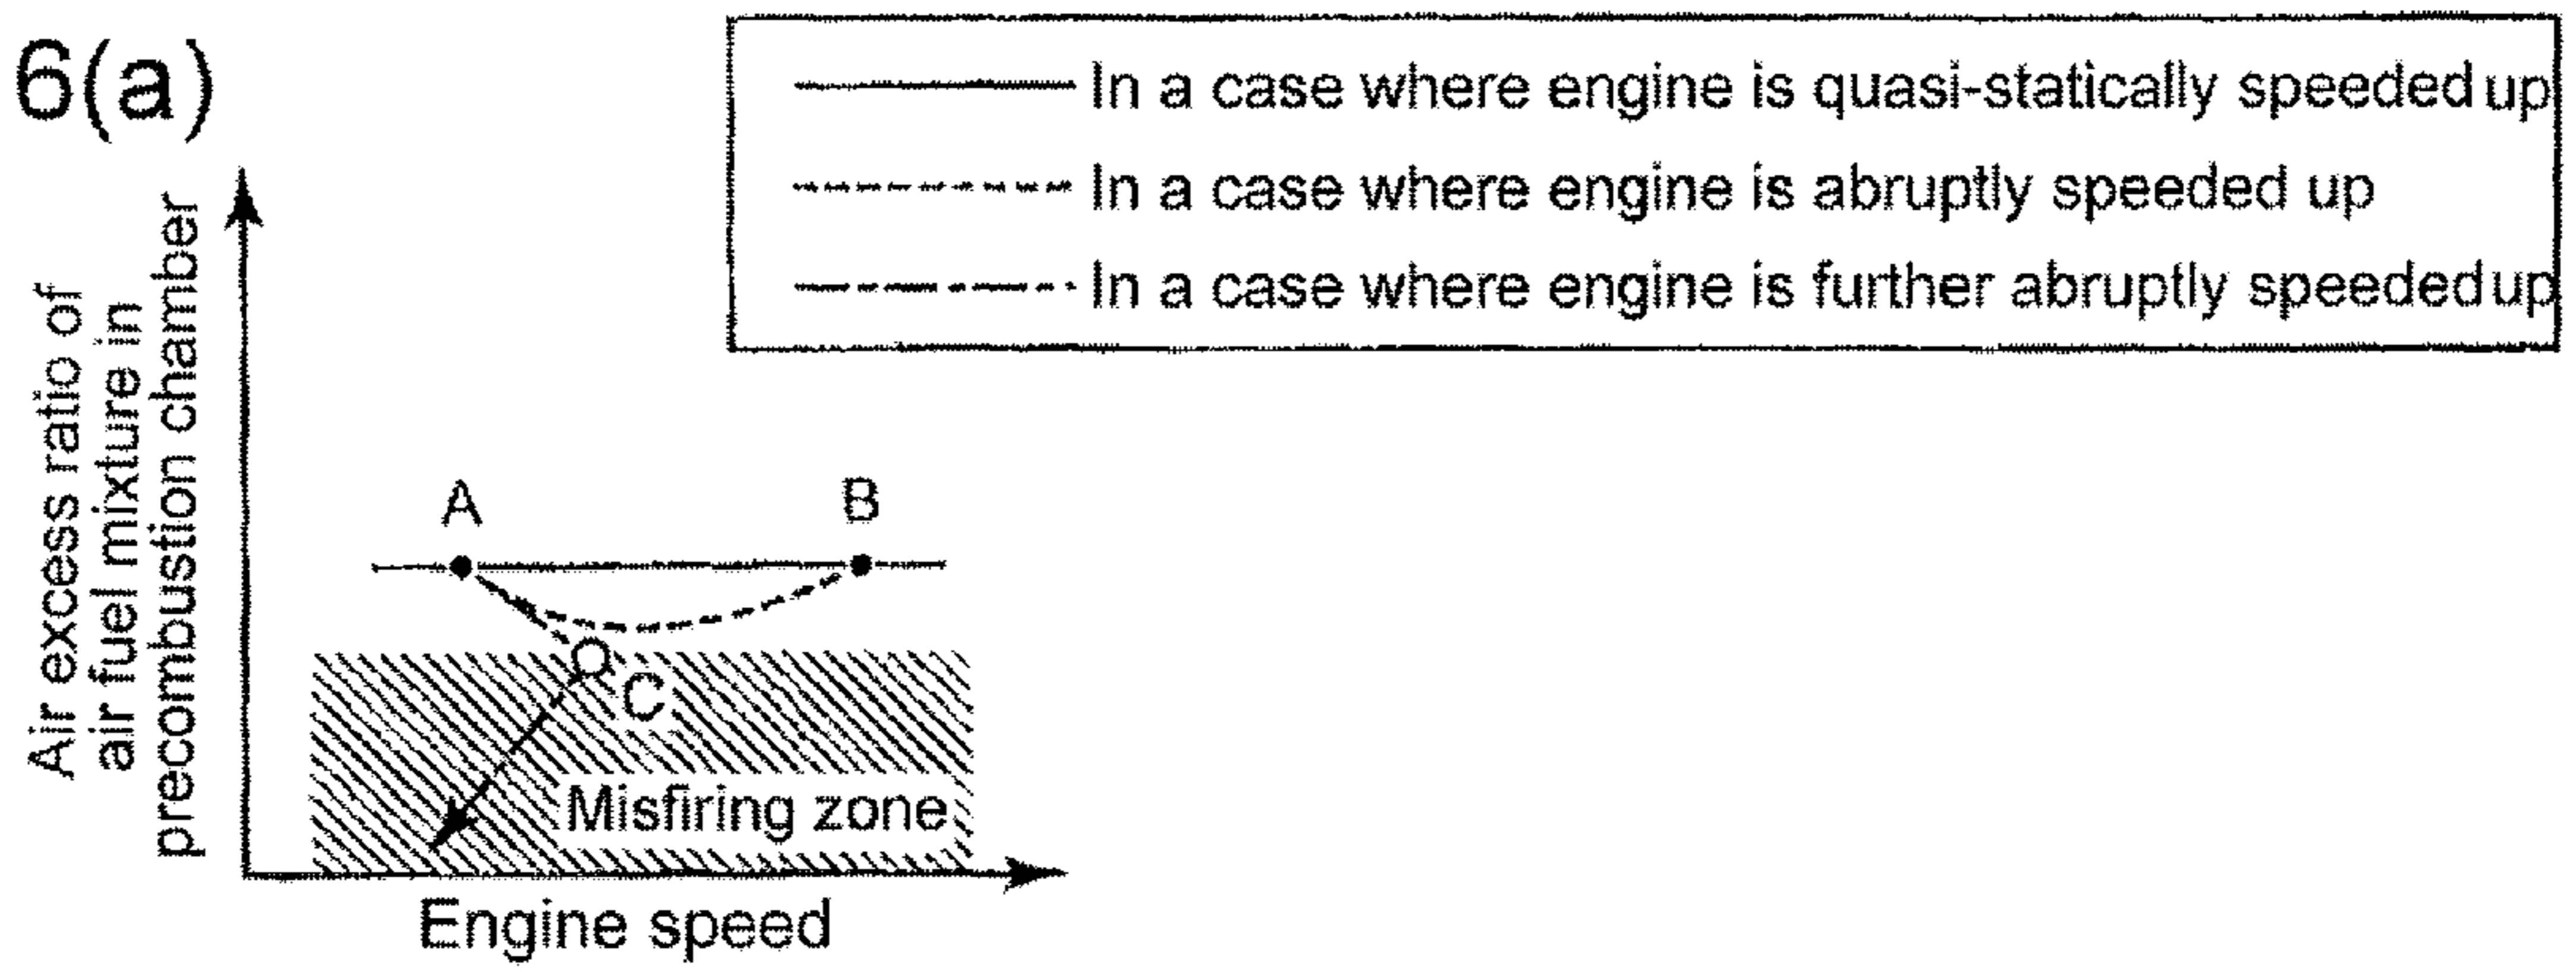 6(a)
In a case where engine is quasi-statically speeded up
In a case where engine is abruptly speeded up
In a case where engine is further abruptly speeded up
Air excess ratio of
air fuel mixture in
precombustion chamber
A
B
C
Misfiring zone
Engine speed